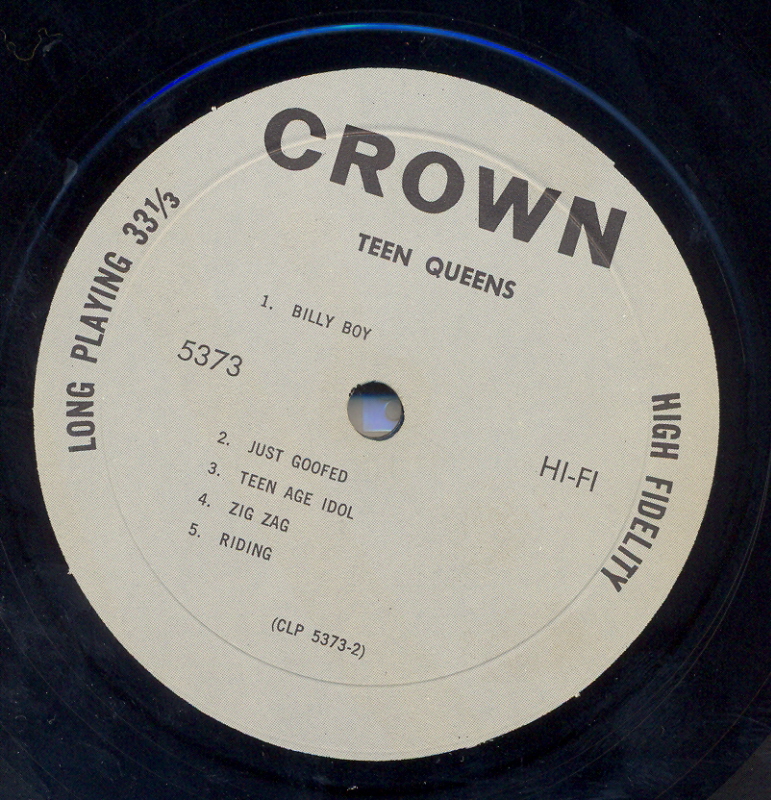 CROWN
TEEN QUEENS
LONG PLAYING 33⅓
1. BILLY BOY
5373
2. JUST GOOFED
3. TEEN AGE IDOL
4. ZIG ZAG
5. RIDING
HI-FI
HIGH FIDELITY
(CLP 5373-2)